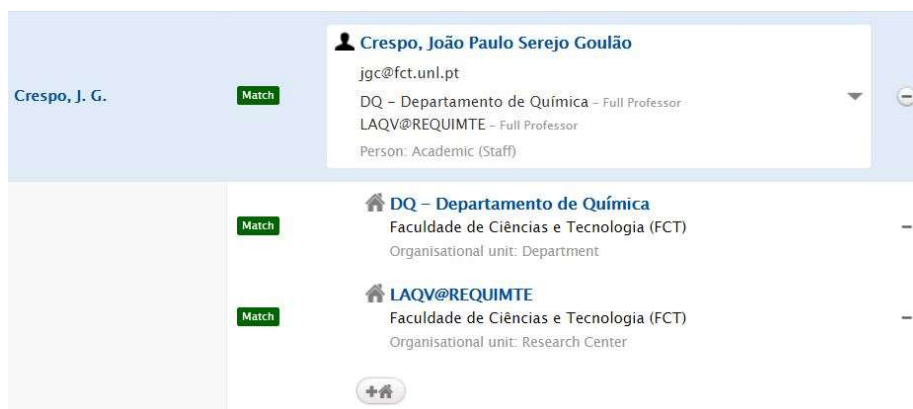 Crespo, João Paulo Serejo Goulão
jgc@fct.unl.pt
Crespo, J. G.
Match
DQ – Departamento de Química – Full Professor
LAQV@REQUIMTE – Full Professor
Person: Academic (Staff)
Match
DQ – Departamento de Química
Faculdade de Ciências e Tecnologia (FCT)
Organisational unit: Department
Match
LAQV@REQUIMTE
Faculdade de Ciências e Tecnologia (FCT)
Organisational unit: Research Center